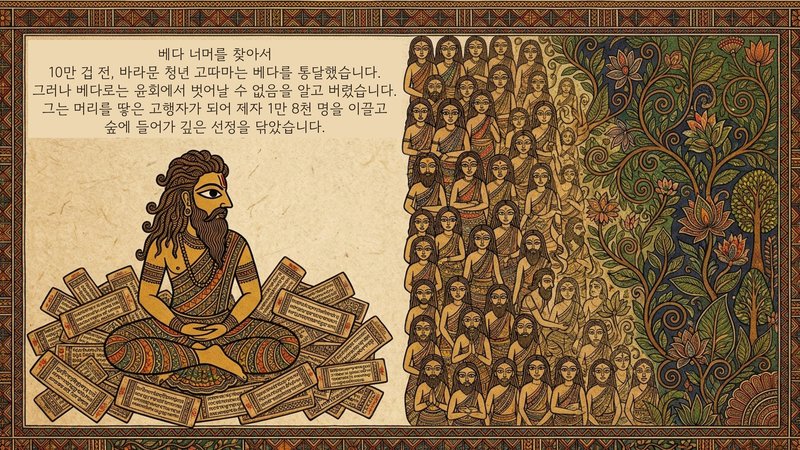 베다 너머를 찾아서
10만 겁 전, 바라문 청년 고따마는 베다를 통달했습니다.
그러나 베다로는 윤회에서 벗어날 수 없음을 알고 버렸습니다.
그는 머리를 땋은 고행자가 되어 제자 1만 8천 명을 이끌고
숲에 들어가 깊은 선정을 닦았습니다.